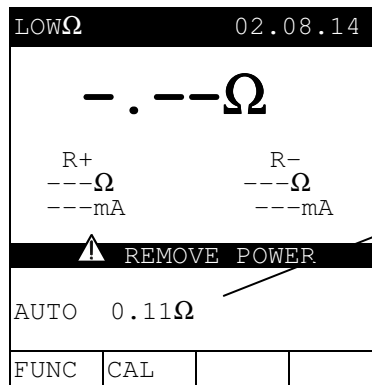 LOWΩ 02.08.14
-.--Ω
R+ R-
---Ω ---Ω
---mA ---mA
REMOVE POWER
AUTO 0.11Ω
FUNC CAL